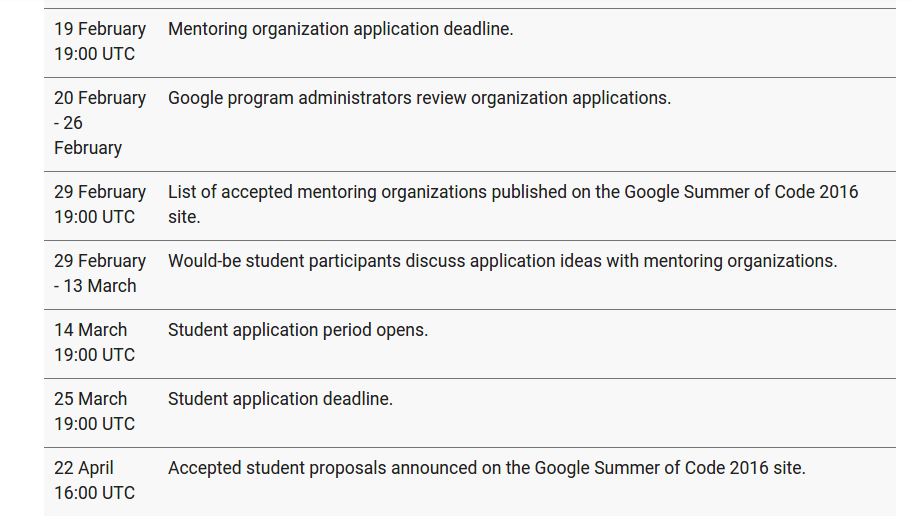 19 February Mentoring organization application deadline.
19:00 UTC
20 February Google program administrators review organization applications.
- 26
February
29 February List of accepted mentoring organizations published on the Google Summer of Code 2016
19:00 UTC site.
29 February Would-be student participants discuss application ideas with mentoring organizations.
- 13 March
14 March Student application period opens.
19:00 UTC
25 March Student application deadline.
19:00 UTC
22 April Accepted student proposals announced on the Google Summer of Code 2016 site.
16:00 UTC